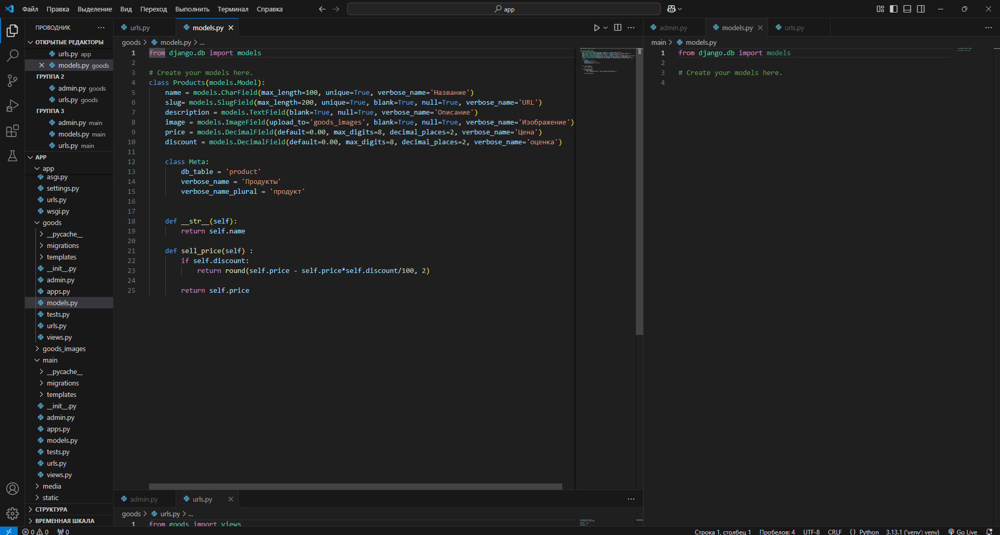 Файл Правка Выделение Вид Переход Выполнить Терминал Справка
app
ПРОВОДНИК
ОТКРЫТЫЕ РЕДАКТОРЫ
urls.py app
models.py goods
ГРУППА 2
admin.py goods
urls.py goods
ГРУППА 3
admin.py main
models.py main
urls.py main
APP
app
asgi.py
settings.py
urls.py
wsgi.py
goods
__pycache__
migrations
templates
__init__.py
admin.py
apps.py
models.py
tests.py
urls.py
views.py
goods_images
main
__pycache__
migrations
templates
__init__.py
admin.py
apps.py
models.py
tests.py
urls.py
views.py
media
static
СТРУКТУРА
ВРЕМЕННАЯ ШКАЛА
urls.py models.py
goods > models.py > ...
1 from django.db import models
2
3 # Create your models here.
4 class Products(models.Model):
5 name = models.CharField(max_length=100, unique=True, verbose_name='Название')
6 slug= models.SlugField(max_length=200, unique=True, blank=True, null=True, verbose_name='URL')
7 description = models.TextField(blank=True, null=True, verbose_name='Описание')
8 image = models.ImageField(upload_to='goods_images', blank=True, null=True, verbose_name='Изображение')
9 price = models.DecimalField(default=0.00, max_digits=8, decimal_places=2, verbose_name='Цена')
10 discount = models.DecimalField(default=0.00, max_digits=8, decimal_places=2, verbose_name='оценка')
11
12 class Meta:
13 db_table = 'product'
14 verbose_name = 'Продукты'
15 verbose_name_plural = 'продукт'
16
17
18 def __str__(self):
19 return self.name
20
21 def sell_price(self) :
22 if self.discount:
23 return round(self.price - self.price*self.discount/100, 2)
24
25 return self.price
admin.py urls.py
goods > urls.py > ...
1 from goods import views
admin.py models.py urls.py
main > models.py
1 from django.db import models
2
3 # Create your models here.
4
0 0 0
Строка 1, столбец 1 Пробелов: 4 UTF-8 CRLF {} Python 3.13.1 ('venv': venv) Go Live